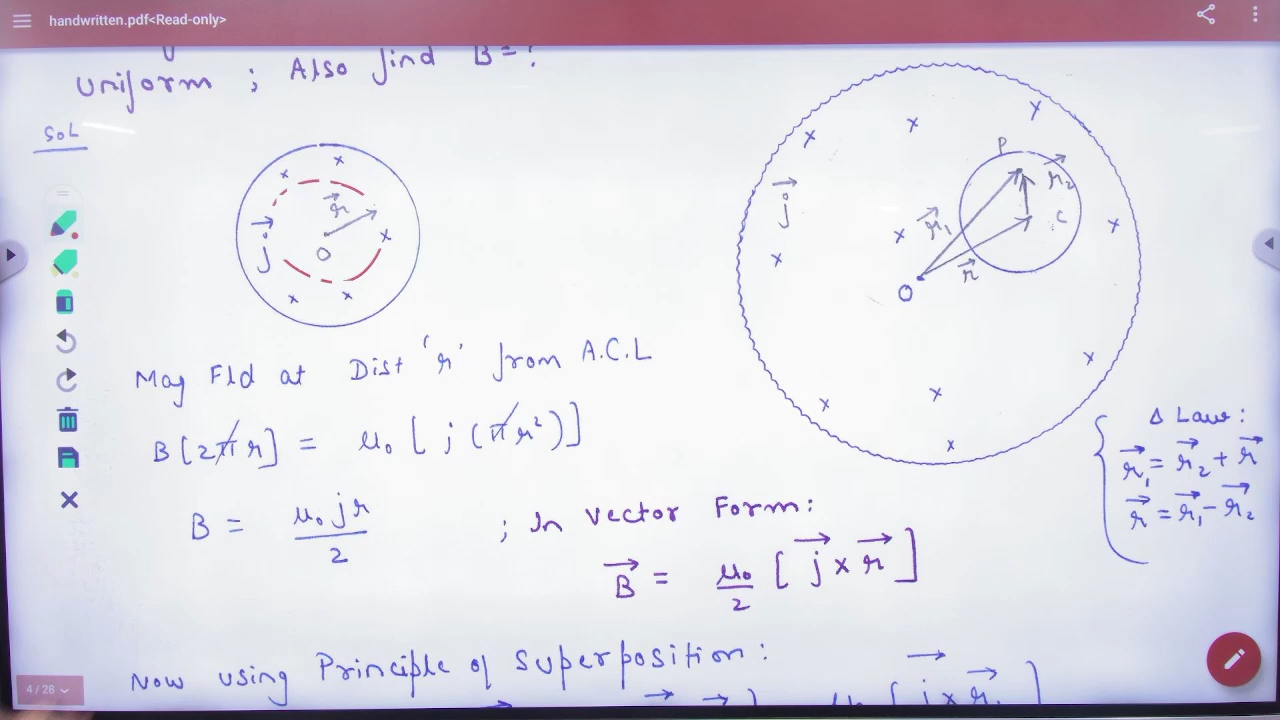 handwritten.pdf<Read-only>
uniform ; Also find B = ?
SOL
j
r
O
P
r₂
C
r₁
r
O
j
Mag Fld at Dist 'r' from A.C.L
B[2πr] = μ₀ [ j (πr²)]
B = μ₀jr / 2 ; In Vector Form:
B = μ₀/2 [ j × r ]
Δ Law:
r₁ = r₂ + r
r = r₁ - r₂
Now using Principle of Superposition:
4 / 28